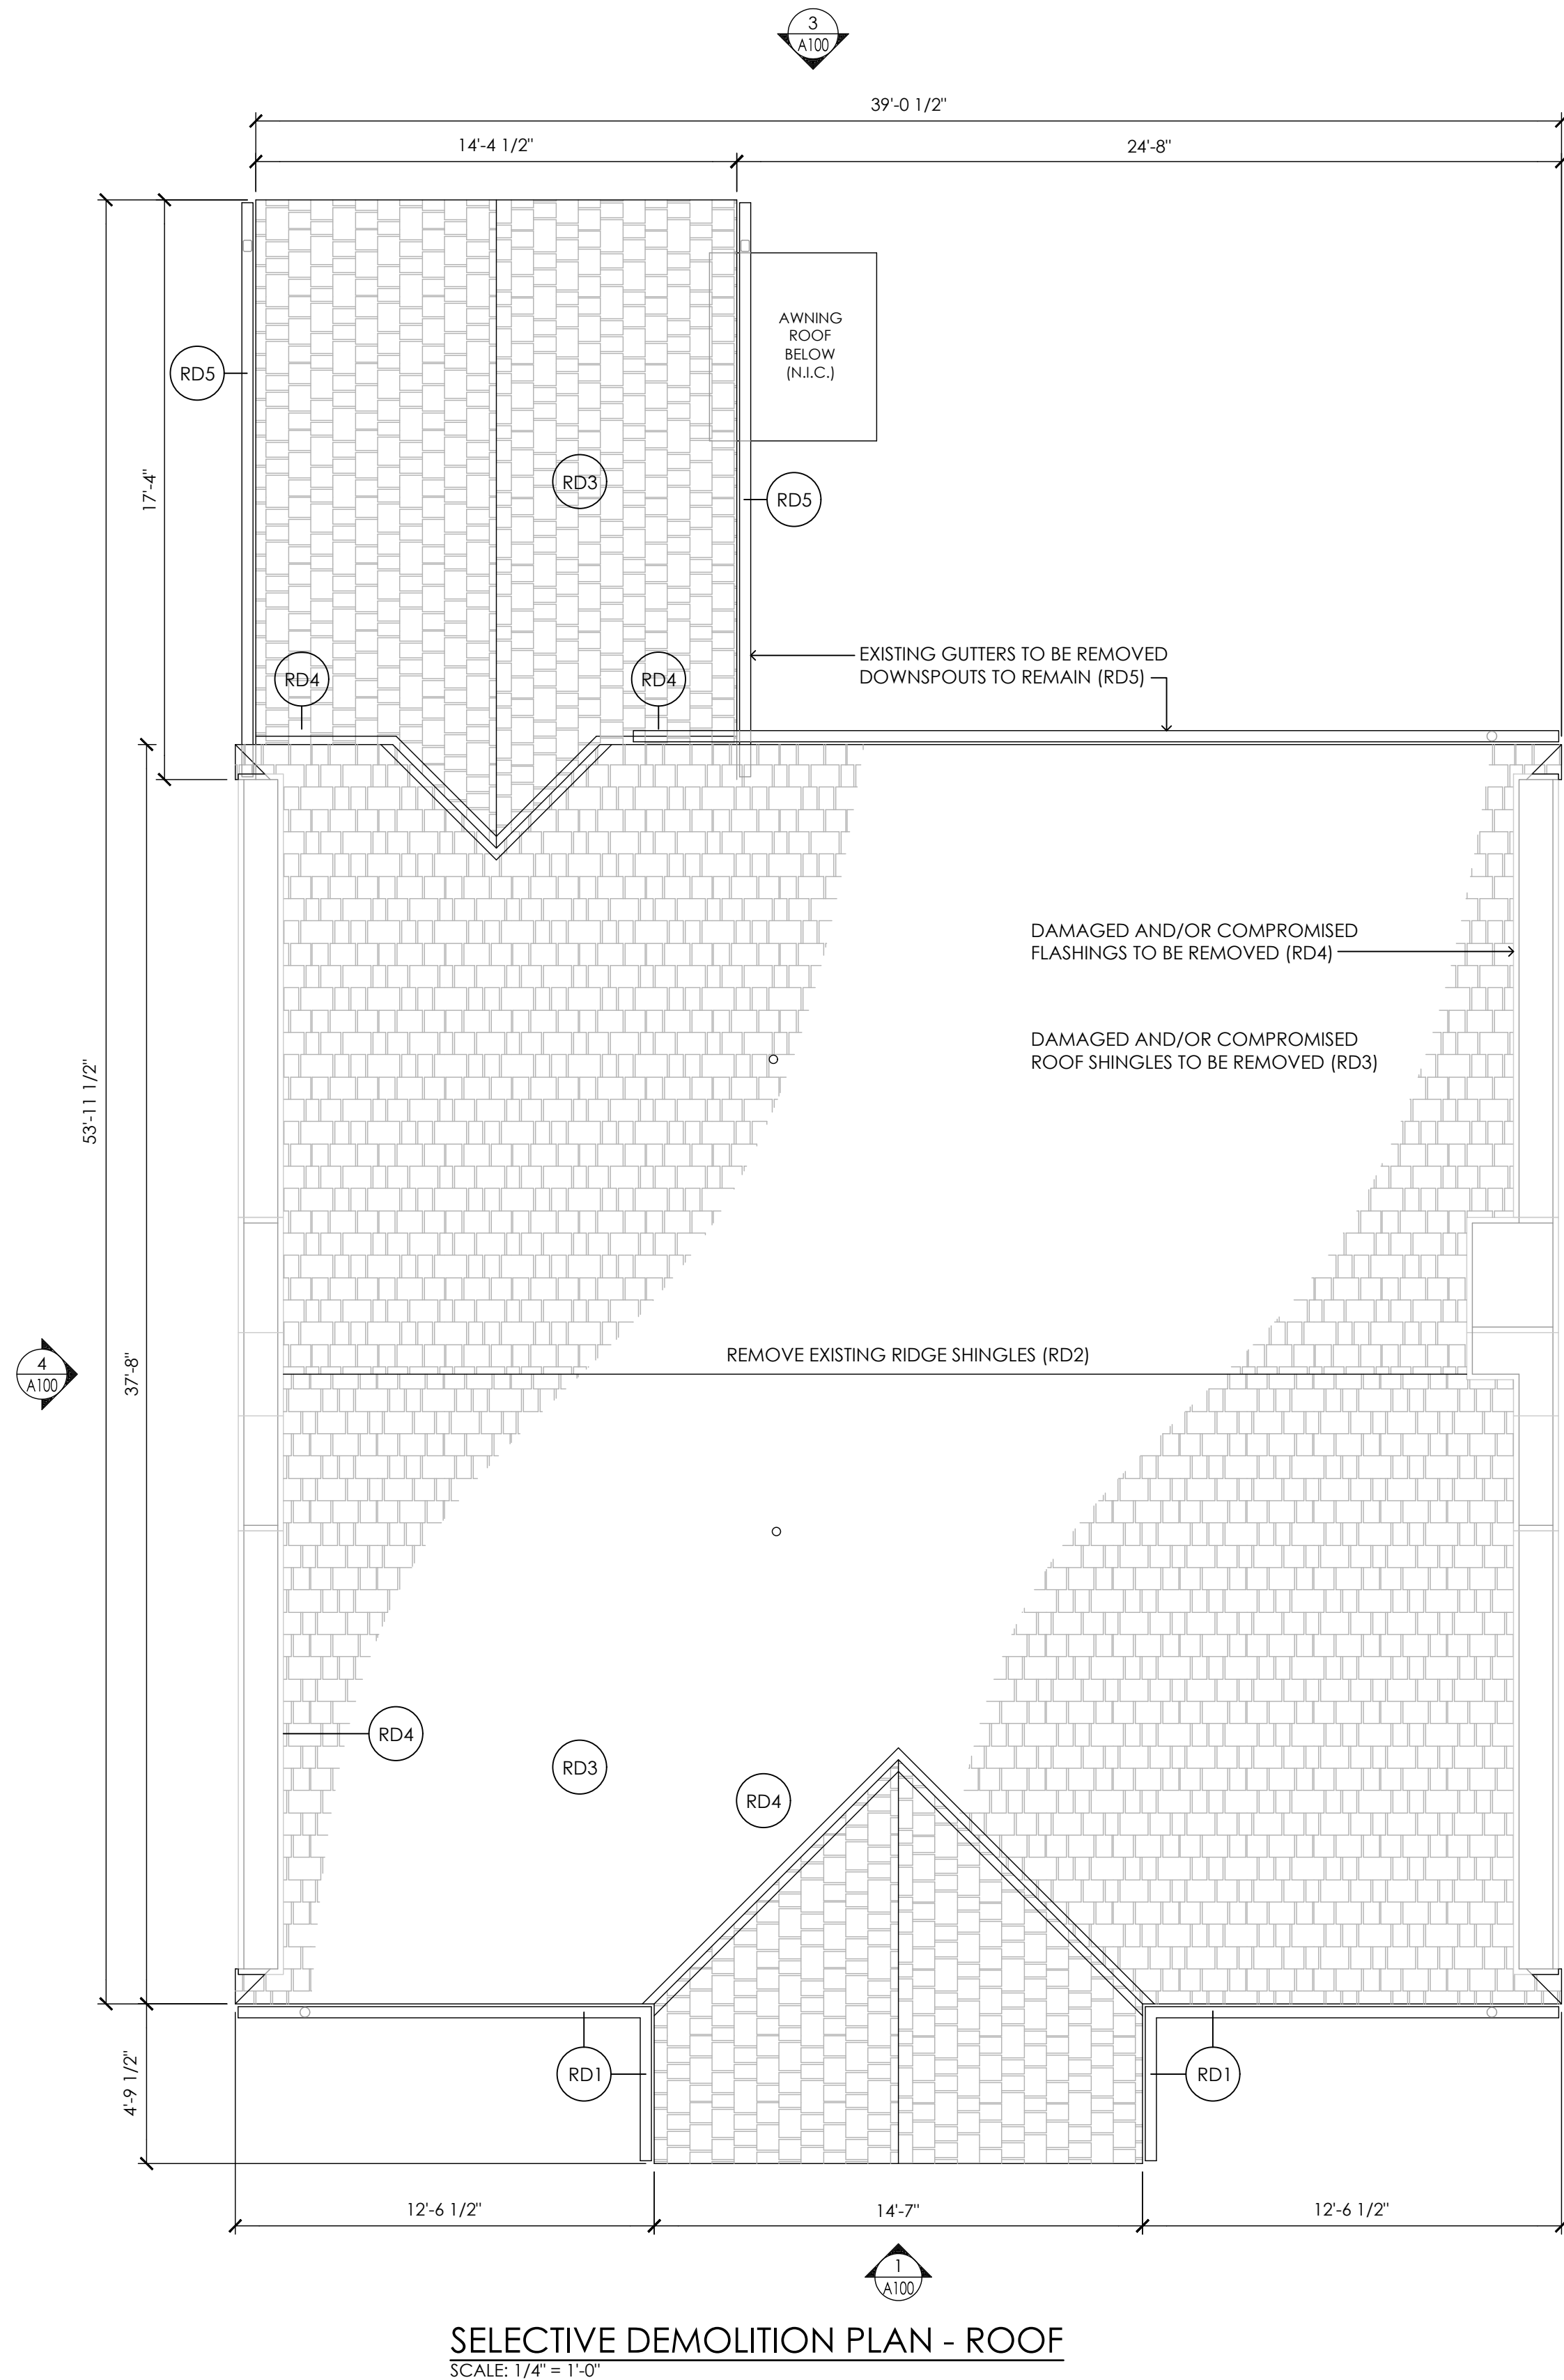 3
A100
39'-0 1/2"
14'-4 1/2"
24'-8"
AWNING
ROOF
BELOW
(N.I.C.)
RD5
17'-4"
RD3
RD5
RD4
RD4
EXISTING GUTTERS TO BE REMOVED
DOWNSPOUTS TO REMAIN (RD5)
DAMAGED AND/OR COMPROMISED
FLASHINGS TO BE REMOVED (RD4)
DAMAGED AND/OR COMPROMISED
ROOF SHINGLES TO BE REMOVED (RD3)
53'-11 1/2"
37'-8"
4
A100
REMOVE EXISTING RIDGE SHINGLES (RD2)
RD4
RD3
RD4
4'-9 1/2"
RD1
RD1
12'-6 1/2"
14'-7"
12'-6 1/2"
1
A100
SELECTIVE DEMOLITION PLAN - ROOF
SCALE: 1/4" = 1'-0"